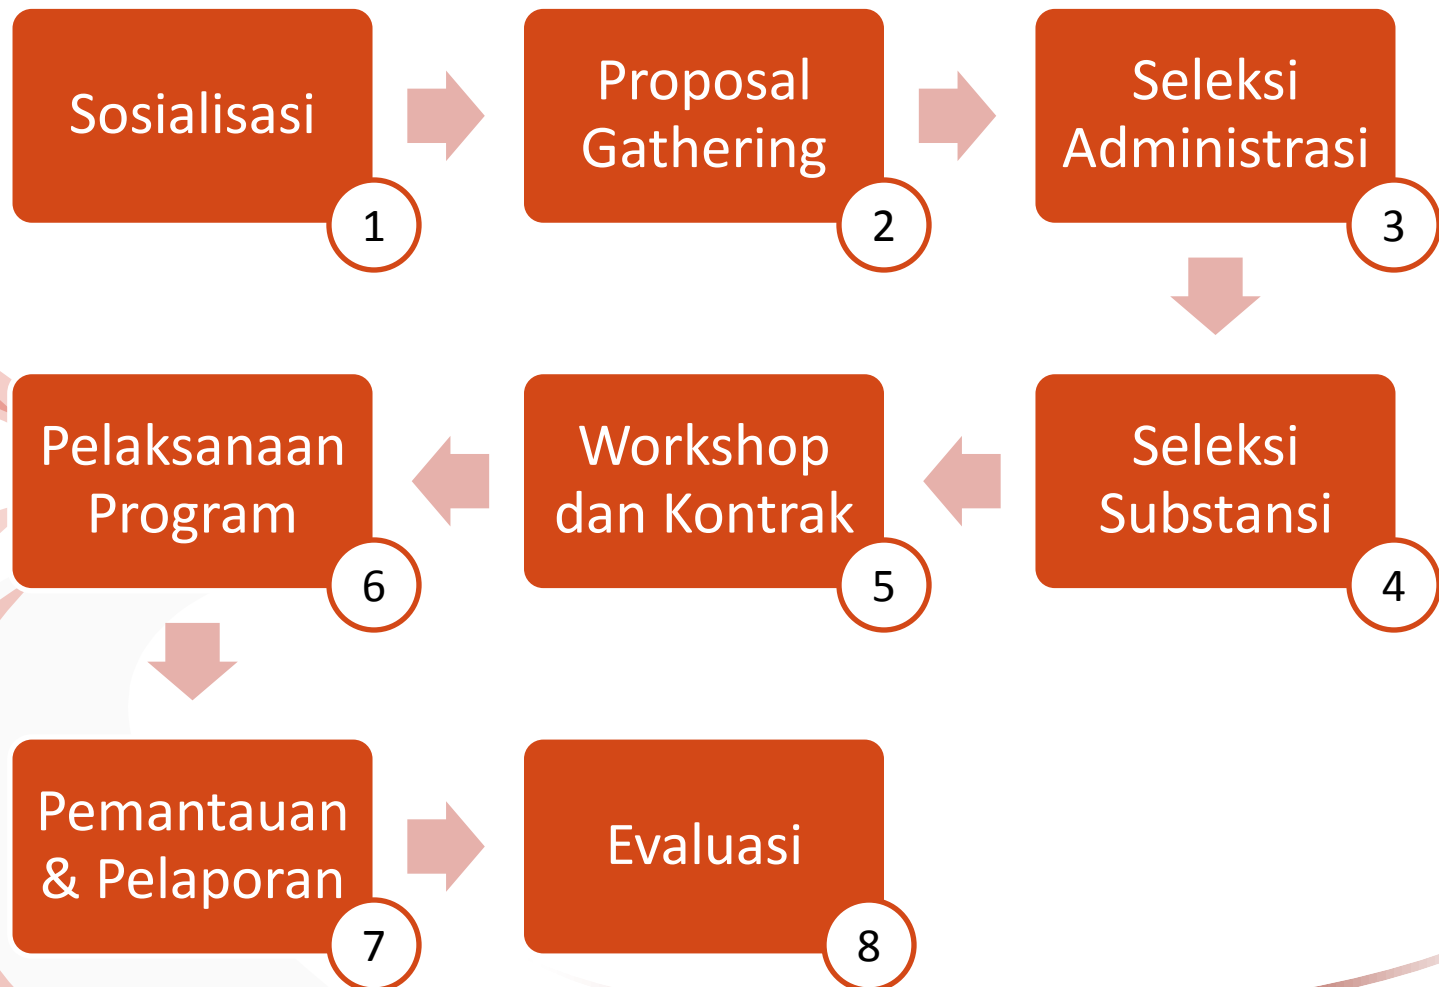 Sosialisasi
1
Proposal
Gathering
2
Seleksi
Administrasi
3
Seleksi
Substansi
4
Workshop
dan Kontrak
5
Pelaksanaan
Program
6
Pemantauan
& Pelaporan
7
Evaluasi
8